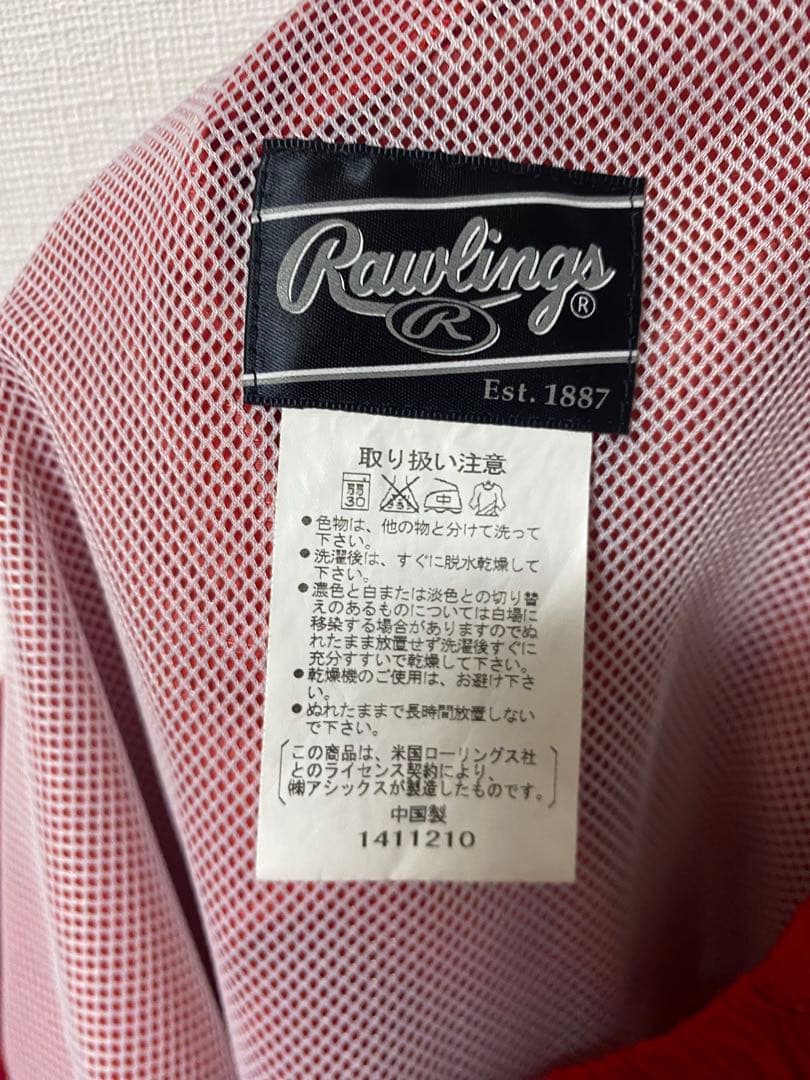 Rawlings®
R
Est. 1887
取り扱い注意
弱
30
エンソ
サラシ
中
●色物は、他の物と分けて洗って
下さい。
●洗濯後は、すぐに脱水乾燥して
下さい。
●濃色と白または淡色との切り替
えのあるものについては白場に
移染する場合がありますのでぬ
れたまま放置せず洗濯後すぐに
充分すすいで乾燥して下さい。
●乾燥機のご使用は、お避け下さ
い。
●ぬれたままで長時間放置しない
で下さい。
この商品は、米国ローリングス社
とのライセンス契約により、
㈱アシックスが製造したものです。
中国製
1411210